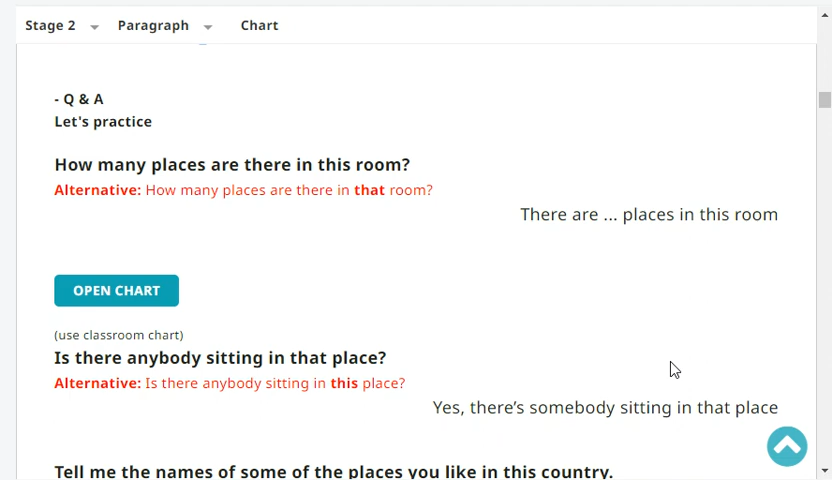 Stage 2 Paragraph Chart
- Q & A
Let's practice
How many places are there in this room?
Alternative: How many places are there in that room?
There are ... places in this room
OPEN CHART
(use classroom chart)
Is there anybody sitting in that place?
Alternative: Is there anybody sitting in this place?
Yes, there's somebody sitting in that place
Tell me the names of some of the places you like in this country.